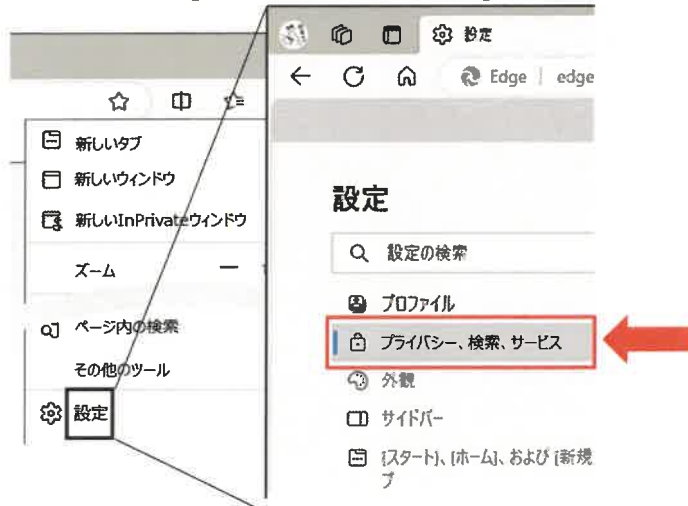 新しいタブ
新しいウィンドウ
新しいInPrivateウィンドウ
ズーム
ページ内の検索
その他のツール
設定
設定
Edge | edge
設定
設定の検索
プロファイル
プライバシー、検索、サービス
外観
サイドバー
[スタート]、[ホーム]、および [新規
プ